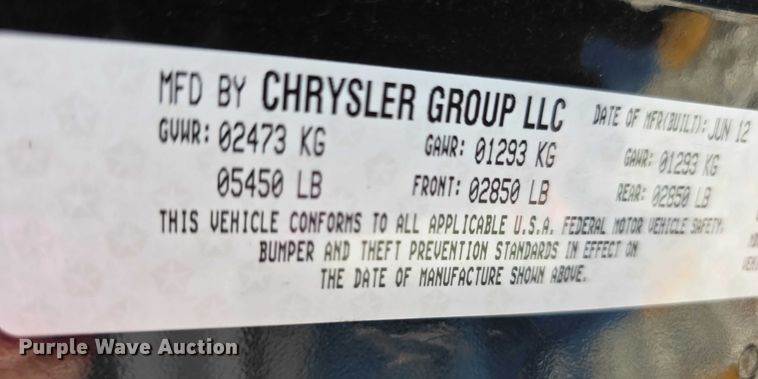 MFD BY CHRYSLER GROUP LLC DATE OF MFR(BUILT): JUN 12
GVWR: 02473 KG GAWR: 01293 KG GAWR: 01293 KG
05450 LB FRONT: 02850 LB REAR: 02850 LB
THIS VEHICLE CONFORMS TO ALL APPLICABLE U.S.A. FEDERAL MOTOR VEHICLE SAFETY,
BUMPER AND THEFT PREVENTION STANDARDS IN EFFECT ON
THE DATE OF MANUFACTURE SHOWN ABOVE.
Purple Wave Auction